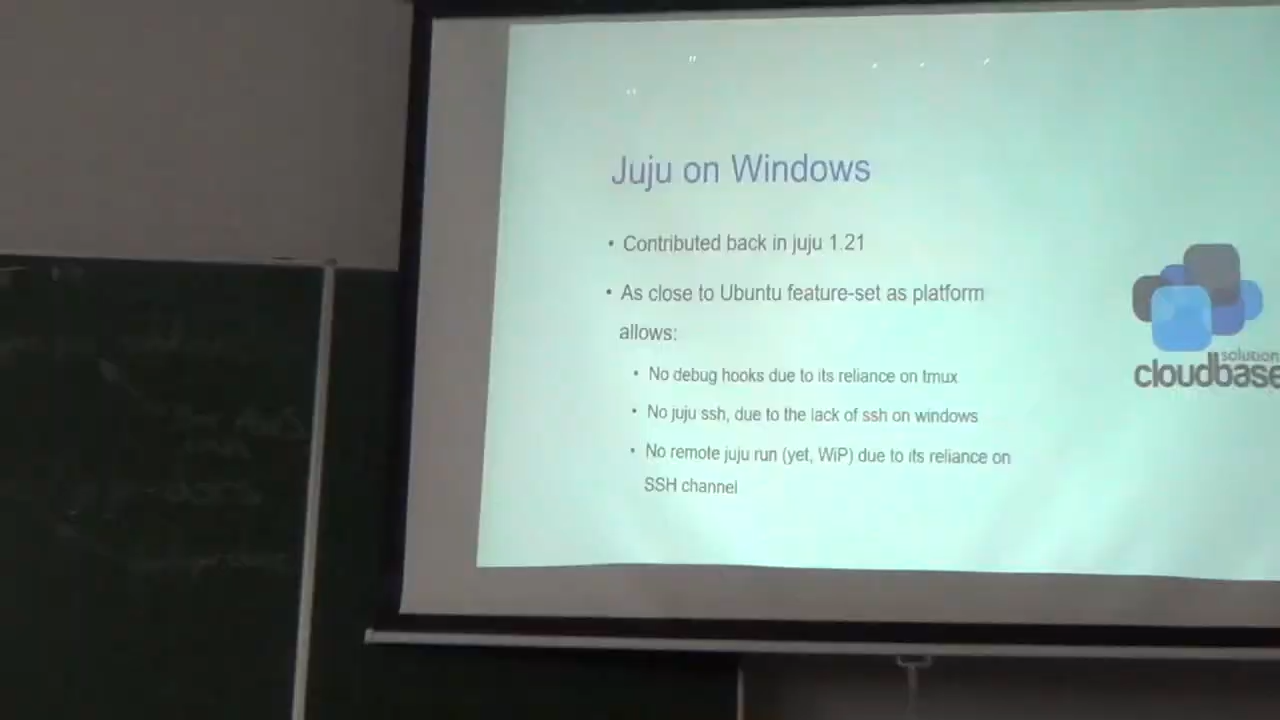 Juju on Windows
• Contributed back in juju 1.21
• As close to Ubuntu feature-set as platform
allows:
• No debug hooks due to its reliance on tmux
• No juju ssh, due to the lack of ssh on windows
• No remote juju run (yet, WiP) due to its reliance on
SSH channel
solution
cloudbase